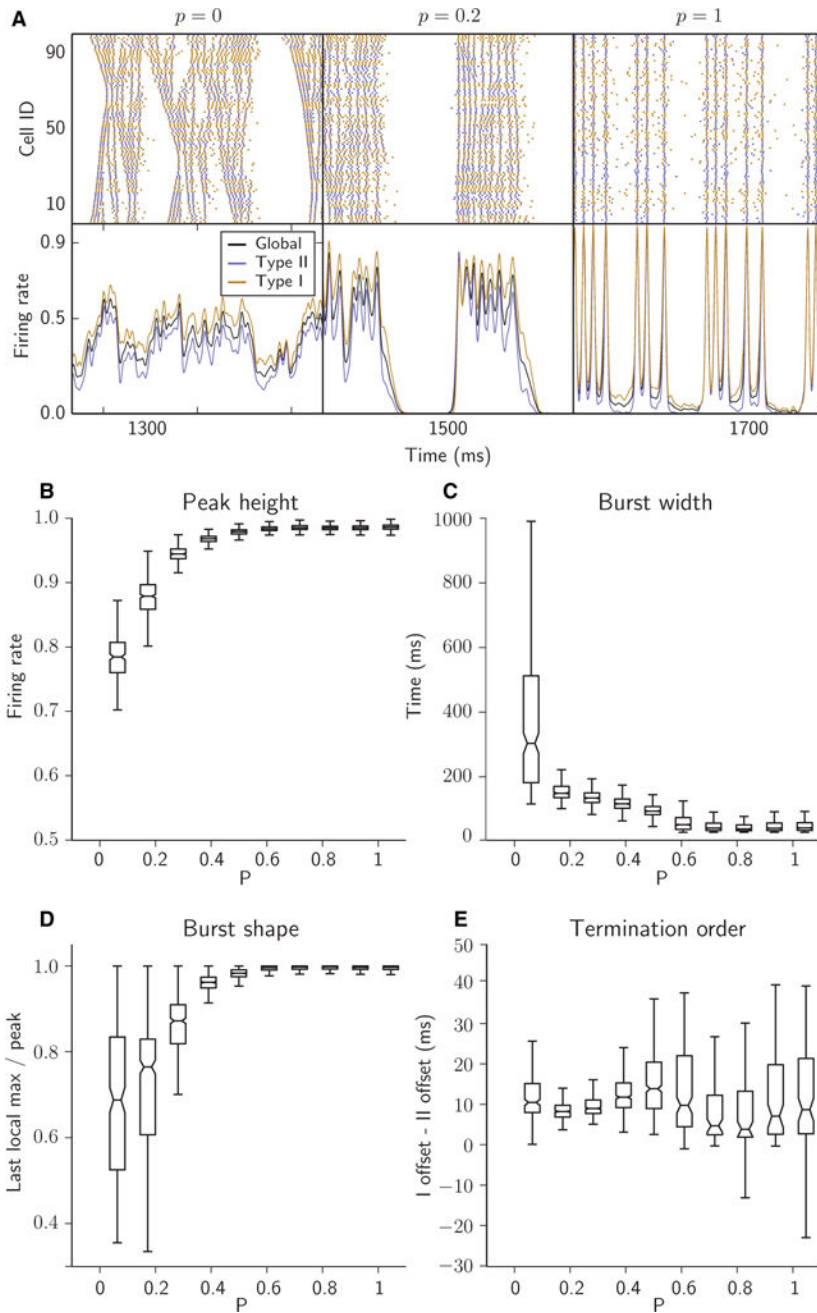 A
p = 0
p = 0.2
p = 1
Cell ID
90
50
10
Firing rate
0.9
0.5
0.0
Global
Type II
Type I
1300
1500
1700
Time (ms)
B
Peak height
Firing rate
1.0
0.9
0.8
0.7
0.6
0.5
0
0.2
0.4
0.6
0.8
1
P
C
Burst width
Time (ms)
1000
800
600
400
200
0
0
0.2
0.4
0.6
0.8
1
P
D
Burst shape
Last local max / peak
1.0
0.8
0.6
0.4
0
0.2
0.4
0.6
0.8
1
P
E
Termination order
I offset - II offset (ms)
50
40
30
20
10
0
−10
−20
−30
0
0.2
0.4
0.6
0.8
1
P